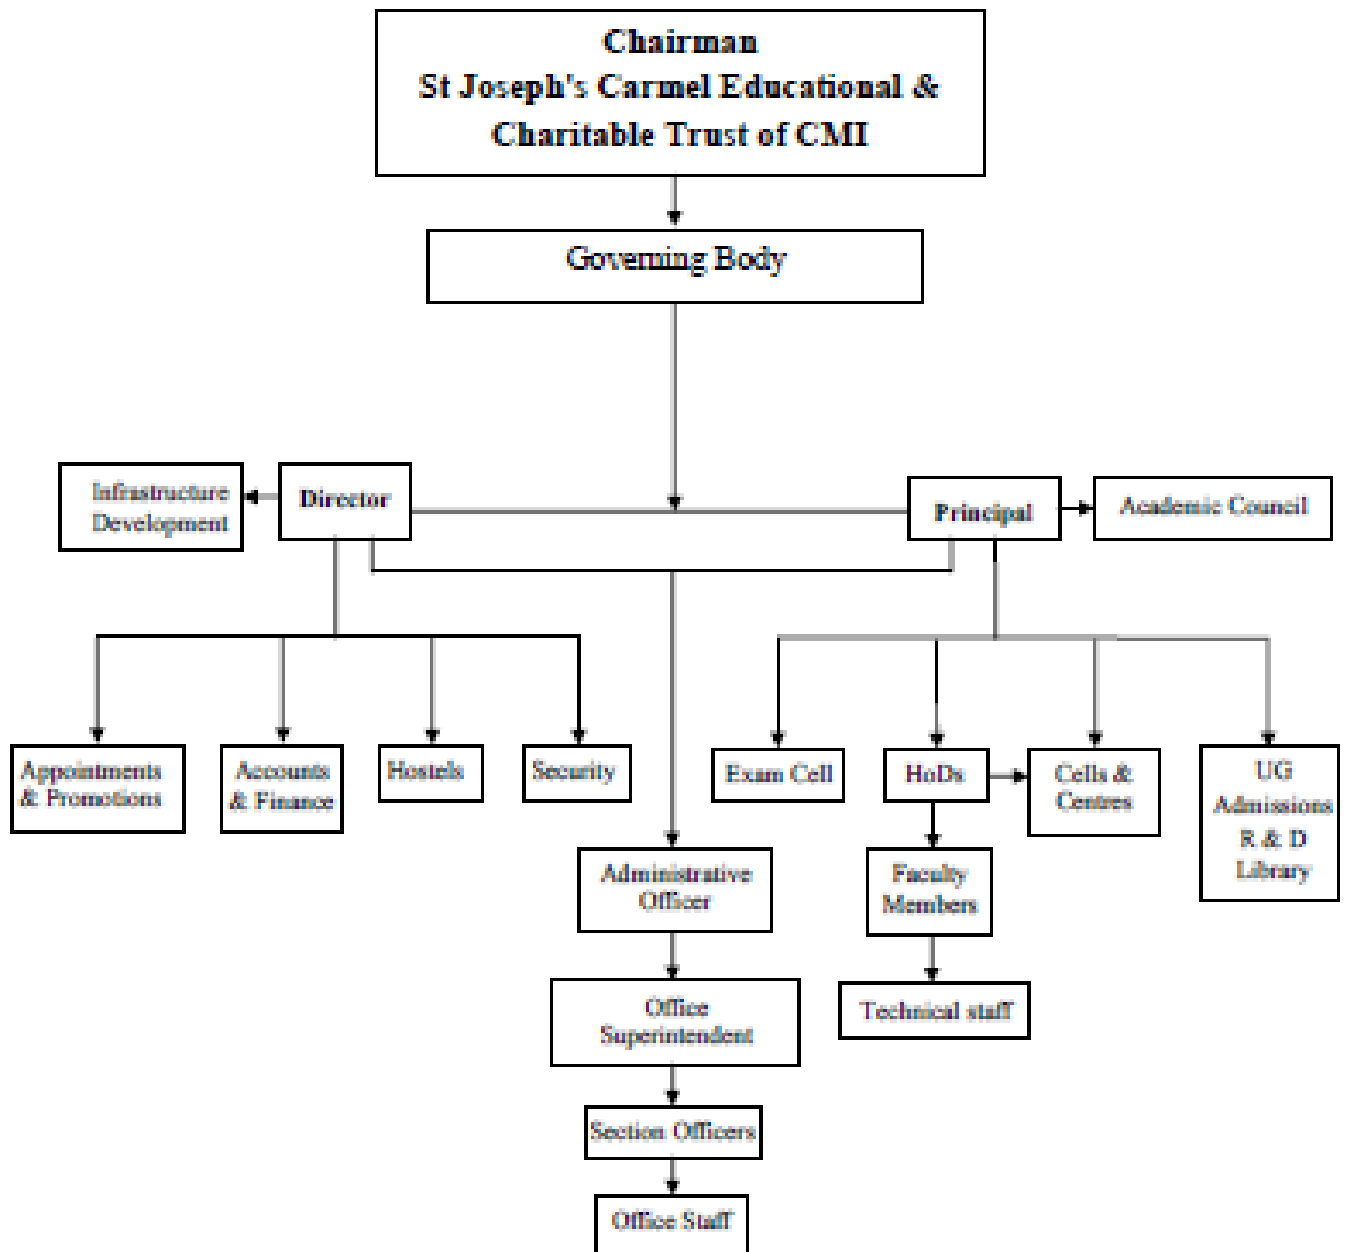 Chairman
St Joseph's Carmel Educational &
Charitable Trust of CMI
Governing Body
Infrastructure
Development
Director
Principal
Academic Council
Appointments
& Promotions
Accounts
& Finance
Hostels
Security
Exam Cell
HoDs
Cells &
Centres
UG
Admissions
R & D
Library
Administrative
Officer
Faculty
Members
Office
Superintendent
Technical staff
Section Officers
Office Staff